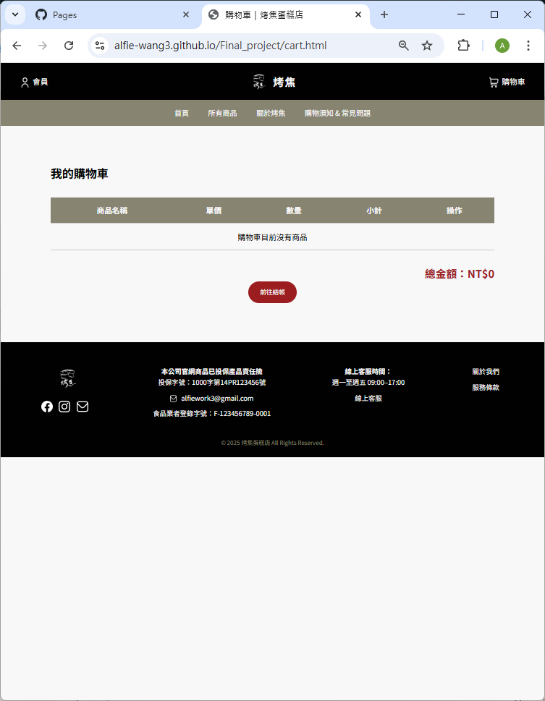 Pages
購物車｜烤焦蛋糕店
alfie-wang3.github.io/Final_project/cart.html
A
會員
烤焦
購物車
首頁 所有商品 關於烤焦 購物須知 & 常見問題
我的購物車
商品名稱 單價 數量 小計 操作
購物車目前沒有商品
總金額：NT$0
前往結帳
烤焦
本公司官網商品已投保產品責任險
投保字號：1000字第14PR123456號
alfiework3@gmail.com
食品業者登錄字號：F-123456789-0001
線上客服時間：
週一至週五 09:00–17:00
線上客服
關於我們
服務條款
© 2025 烤焦蛋糕店 All Rights Reserved.